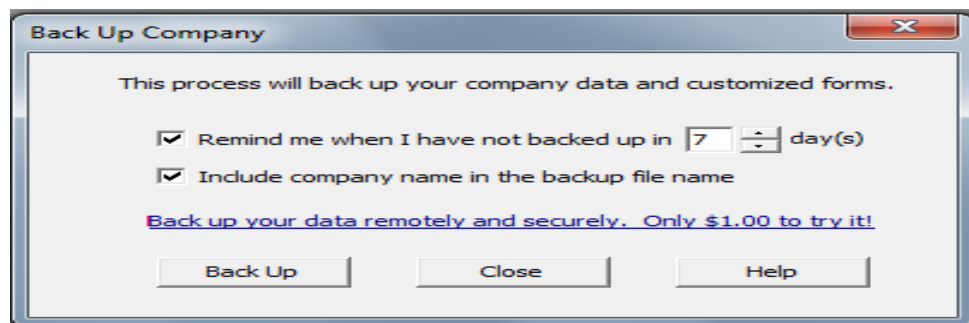 Back Up Company
This process will back up your company data and customized forms.
Remind me when I have not backed up in 7 day(s)
Include company name in the backup file name
Back up your data remotely and securely.  Only $1.00 to try it!
Back Up Close Help